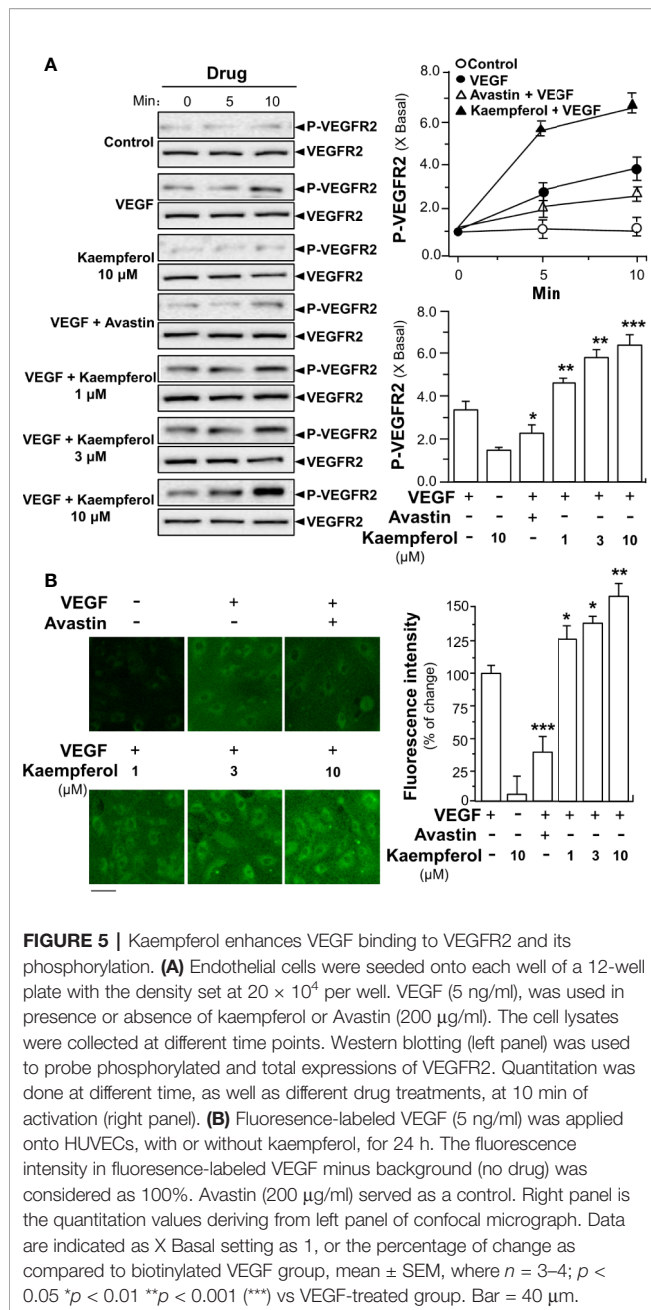 A
Drug
Min: 0 5 10
Control
P-VEGFR2
VEGFR2
VEGF
P-VEGFR2
VEGFR2
Kaempferol
10 µM
P-VEGFR2
VEGFR2
VEGF + Avastin
P-VEGFR2
VEGFR2
VEGF + Kaempferol
1 µM
P-VEGFR2
VEGFR2
VEGF + Kaempferol
3 µM
P-VEGFR2
VEGFR2
VEGF + Kaempferol
10 µM
P-VEGFR2
VEGFR2
Control
VEGF
Avastin + VEGF
Kaempferol + VEGF
P-VEGFR2 (X Basal)
8.0
6.0
4.0
2.0
0.0
0 5 10
Min
P-VEGFR2
(X Basal)
8.0
6.0
4.0
2.0
0.0
* ** ** ***
VEGF + - + + + +
Avastin - - + - - -
Kaempferol - 10 - 1 3 10
(µM)
B
VEGF - + +
Avastin - - +
VEGF + + +
Kaempferol 1 3 10
(µM)
Fluorescence intensity
(% of change)
150
125
100
75
50
25
0
*** * * **
VEGF + - + + + +
Avastin - - + - - -
Kaempferol - 10 - 1 3 10
(µM)
FIGURE 5 | Kaempferol enhances VEGF binding to VEGFR2 and its
phosphorylation. (A) Endothelial cells were seeded onto each well of a 12-well
plate with the density set at 20 × 10⁴ per well. VEGF (5 ng/ml), was used in
presence or absence of kaempferol or Avastin (200 µg/ml). The cell lysates
were collected at different time points. Western blotting (left panel) was used
to probe phosphorylated and total expressions of VEGFR2. Quantitation was
done at different time, as well as different drug treatments, at 10 min of
activation (right panel). (B) Fluoresence-labeled VEGF (5 ng/ml) was applied
onto HUVECs, with or without kaempferol, for 24 h. The fluorescence
intensity in fluoresence-labeled VEGF minus background (no drug) was
considered as 100%. Avastin (200 µg/ml) served as a control. Right panel is
the quantitation values deriving from left panel of confocal micrograph. Data
are indicated as X Basal setting as 1, or the percentage of change as
compared to biotinylated VEGF group, mean ± SEM, where n = 3–4; p <
0.05 *p < 0.01 **p < 0.001 (***) vs VEGF-treated group. Bar = 40 µm.